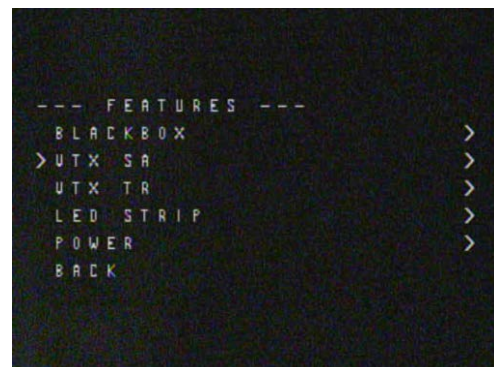 --- FEATURES ---
BLACKBOX >
>VTX SA >
VTX TR >
LED STRIP >
POWER >
BACK